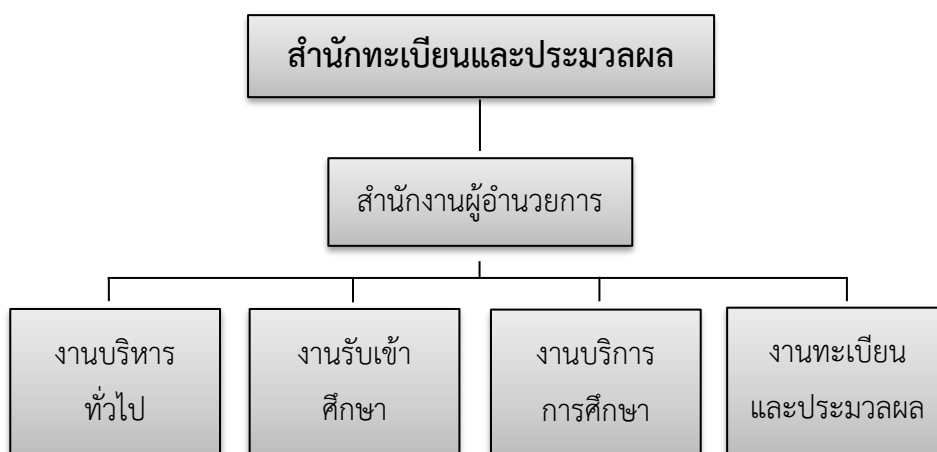 สำนักทะเบียนและประมวลผล
สำนักงานผู้อำนวยการ
งานบริหาร
ทั่วไป
งานรับเข้า
ศึกษา
งานบริการ
การศึกษา
งานทะเบียน
และประมวลผล